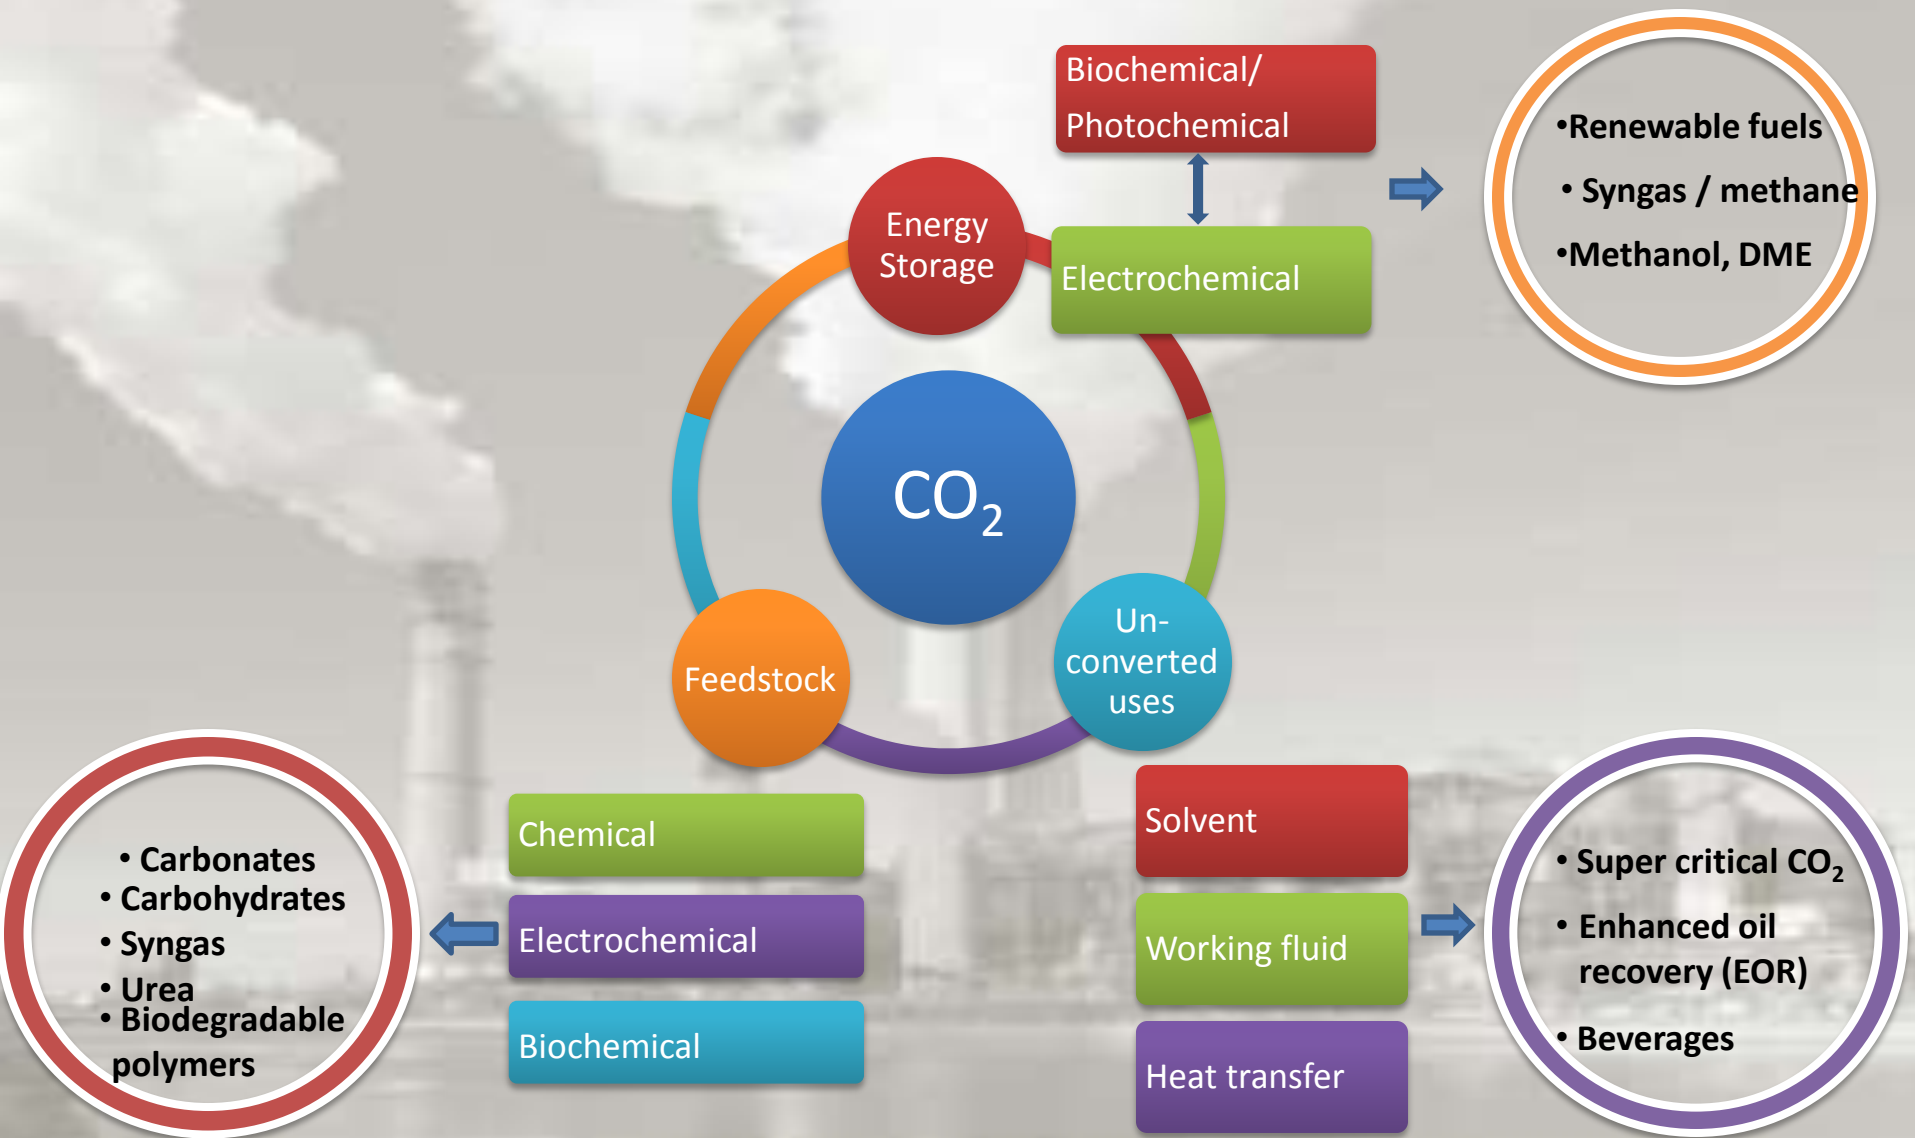 Biochemical/
Photochemical
•Renewable fuels
• Syngas / methane
•Methanol, DME
Energy
Storage
Electrochemical
CO₂
Un-
converted
uses
Feedstock
Chemical
Electrochemical
Biochemical
• Carbonates
• Carbohydrates
• Syngas
• Urea
• Biodegradable
polymers
Solvent
Working fluid
Heat transfer
• Super critical CO₂
• Enhanced oil
recovery (EOR)
• Beverages